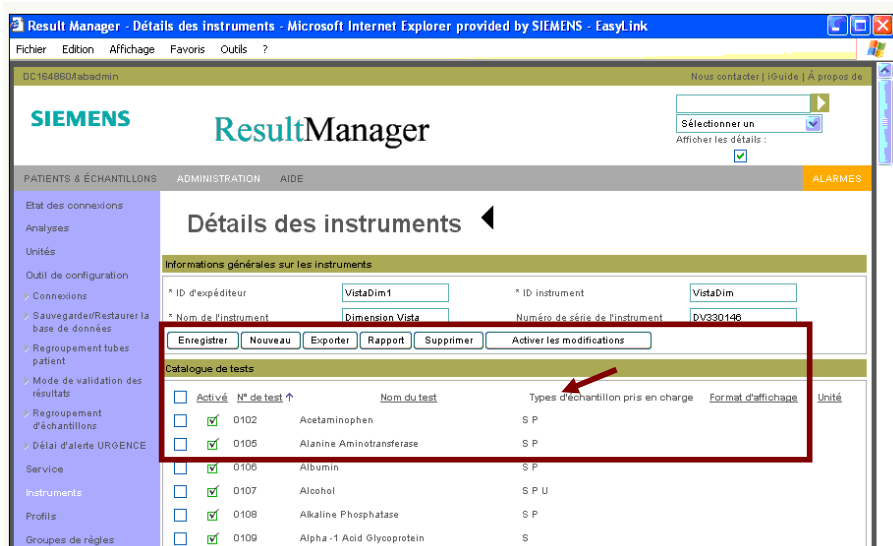 Result Manager - Détails des instruments - Microsoft Internet Explorer provided by SIEMENS - EasyLink
Fichier Edition Affichage Favoris Outils ?
DC164860/labadmin Nous contacter | iGuide | À propos de
SIEMENS ResultManager
Sélectionner un
Afficher les détails :
PATIENTS & ÉCHANTILLONS ADMINISTRATION AIDE ALARMES
Etat des connexions
Analyses
Unités
Outil de configuration
Connexions
Sauvegarder/Restaurer la
base de données
Regroupement tubes
patient
Mode de validation des
résultats
Regroupement
d'échantillons
Délai d'alerte URGENCE
Service
Instruments
Profils
Groupes de règles
Détails des instruments
Informations générales sur les instruments
* ID d'expéditeur VistaDim1 * ID instrument VistaDim
* Nom de l'instrument Dimension Vista Numéro de série de l'instrument DV330146
Enregistrer Nouveau Exporter Rapport Supprimer Activer les modifications
Catalogue de tests
Activé N° de test Nom du test Types d'échantillon pris en charge Format d'affichage Unité
0102 Acetaminophen S P
0105 Alanine Aminotransferase S P
0106 Albumin S P
0107 Alcohol S P U
0108 Alkaline Phosphatase S P
0109 Alpha -1 Acid Glycoprotein S